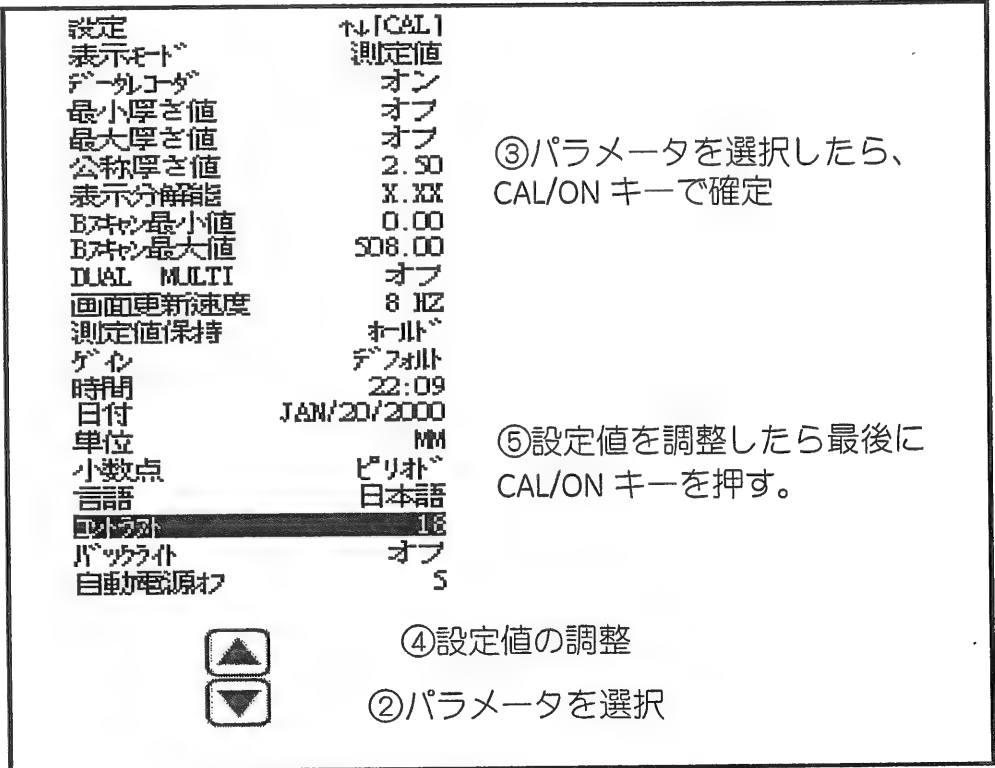 設定 ↑↓[CAL]
表示モード 測定値
データレコーダ オン
最小厚さ値 オフ
最大厚さ値 オフ
公称厚さ値 2.50
表示分解能 X.XX
Bスキャン最小値 0.00
Bスキャン最大値 508.00
DUAL MULTI オフ
画面更新速度 8 HZ
測定値保持 ホールド
ゲイン デフォルト
時間 22:09
日付 JAN/20/2000
単位 MM
小数点 ピリオド
言語 日本語
コントラスト 18
バックライト オフ
自動電源オフ 5
③パラメータを選択したら、
CAL/ON キーで確定
⑤設定値を調整したら最後に
CAL/ON キーを押す。
④設定値の調整
②パラメータを選択